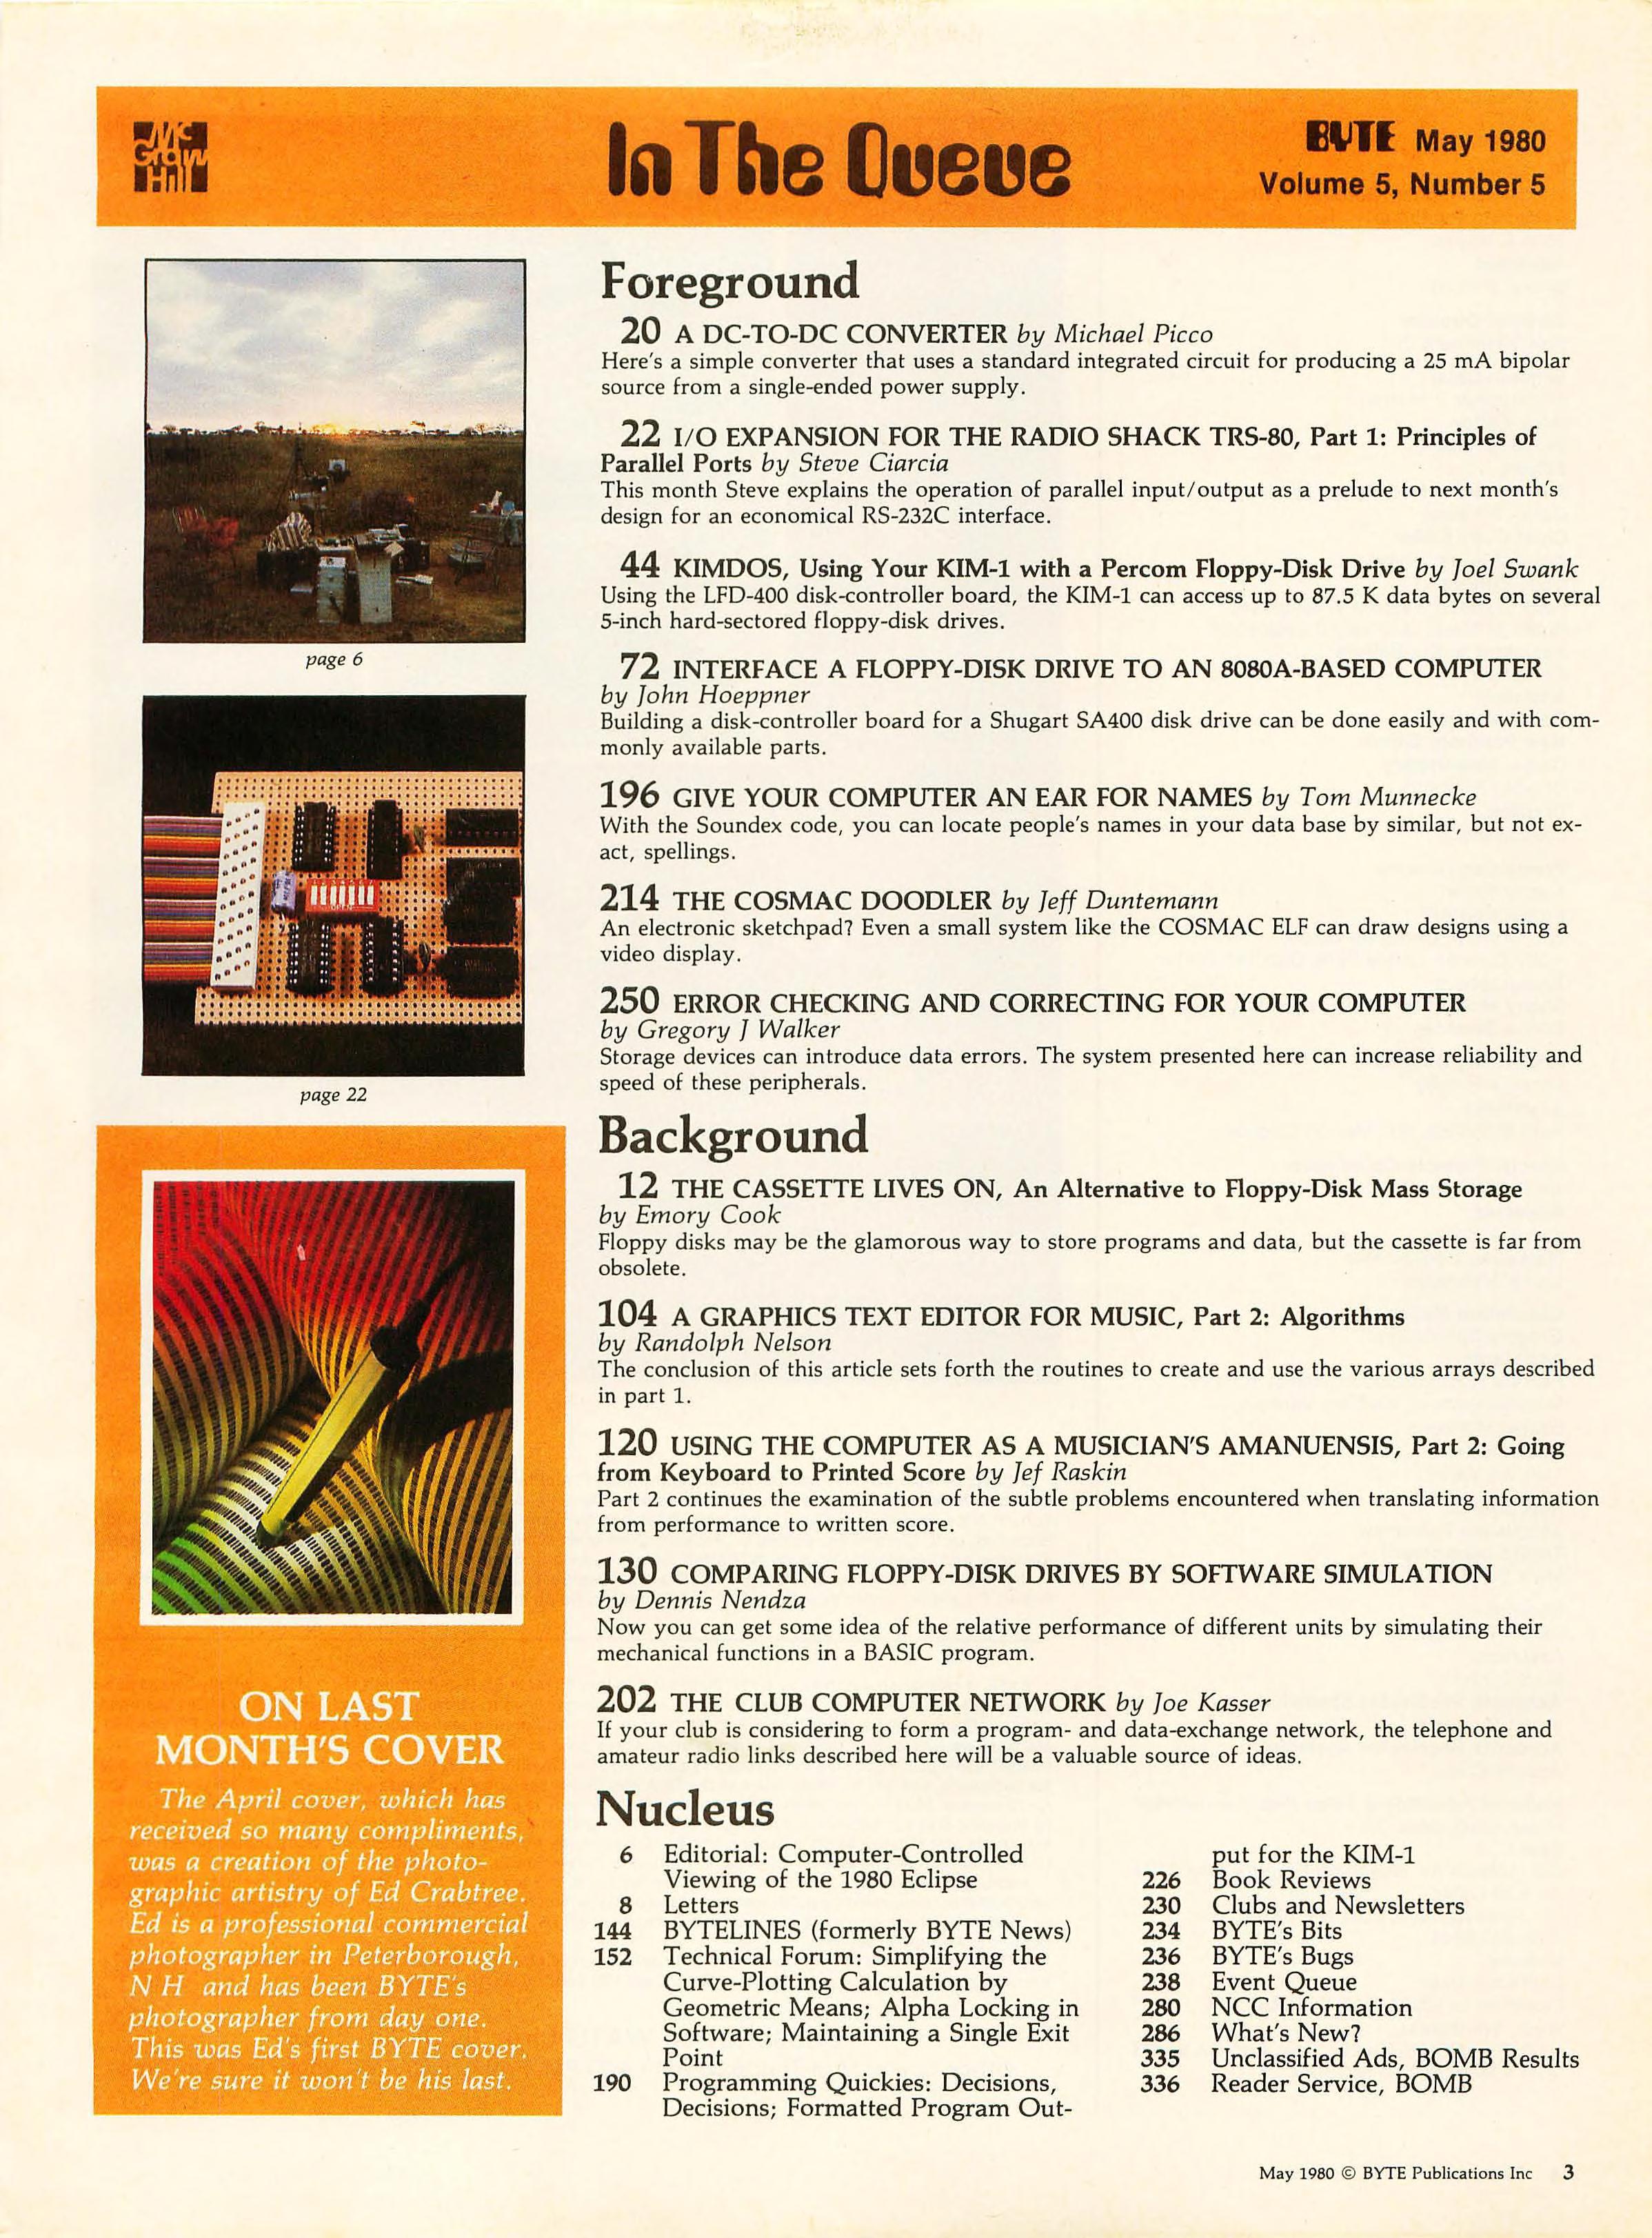 Mc
Graw
Hill
In The Queue
BYTE May 1980
Volume 5, Number 5
page 6
page 22
ON LAST
MONTH'S COVER
The April cover, which has
received so many compliments,
was a creation of the photo-
graphic artistry of Ed Crabtree.
Ed is a professional commercial
photographer in Peterborough,
N H and has been BYTE's
photographer from day one.
This was Ed's first BYTE cover.
We're sure it won't be his last.
Foreground
20 A DC-TO-DC CONVERTER by Michael Picco
Here's a simple converter that uses a standard integrated circuit for producing a 25 mA bipolar
source from a single-ended power supply.
22 I/O EXPANSION FOR THE RADIO SHACK TRS-80, Part 1: Principles of
Parallel Ports by Steve Ciarcia
This month Steve explains the operation of parallel input/output as a prelude to next month's
design for an economical RS-232C interface.
44 KIMDOS, Using Your KIM-1 with a Percom Floppy-Disk Drive by Joel Swank
Using the LFD-400 disk-controller board, the KIM-1 can access up to 87.5 K data bytes on several
5-inch hard-sectored floppy-disk drives.
72 INTERFACE A FLOPPY-DISK DRIVE TO AN 8080A-BASED COMPUTER
by John Hoeppner
Building a disk-controller board for a Shugart SA400 disk drive can be done easily and with com-
monly available parts.
196 GIVE YOUR COMPUTER AN EAR FOR NAMES by Tom Munnecke
With the Soundex code, you can locate people's names in your data base by similar, but not ex-
act, spellings.
214 THE COSMAC DOODLER by Jeff Duntemann
An electronic sketchpad? Even a small system like the COSMAC ELF can draw designs using a
video display.
250 ERROR CHECKING AND CORRECTING FOR YOUR COMPUTER
by Gregory J Walker
Storage devices can introduce data errors. The system presented here can increase reliability and
speed of these peripherals.
Background
12 THE CASSETTE LIVES ON, An Alternative to Floppy-Disk Mass Storage
by Emory Cook
Floppy disks may be the glamorous way to store programs and data, but the cassette is far from
obsolete.
104 A GRAPHICS TEXT EDITOR FOR MUSIC, Part 2: Algorithms
by Randolph Nelson
The conclusion of this article sets forth the routines to create and use the various arrays described
in part 1.
120 USING THE COMPUTER AS A MUSICIAN'S AMANUENSIS, Part 2: Going
from Keyboard to Printed Score by Jef Raskin
Part 2 continues the examination of the subtle problems encountered when translating information
from performance to written score.
130 COMPARING FLOPPY-DISK DRIVES BY SOFTWARE SIMULATION
by Dennis Nendza
Now you can get some idea of the relative performance of different units by simulating their
mechanical functions in a BASIC program.
202 THE CLUB COMPUTER NETWORK by Joe Kasser
If your club is considering to form a program- and data-exchange network, the telephone and
amateur radio links described here will be a valuable source of ideas.
Nucleus
6 Editorial: Computer-Controlled
Viewing of the 1980 Eclipse
8 Letters
144 BYTELINES (formerly BYTE News)
152 Technical Forum: Simplifying the
Curve-Plotting Calculation by
Geometric Means; Alpha Locking in
Software; Maintaining a Single Exit
Point
190 Programming Quickies: Decisions,
Decisions; Formatted Program Out-
put for the KIM-1
226 Book Reviews
230 Clubs and Newsletters
234 BYTE's Bits
236 BYTE's Bugs
238 Event Queue
280 NCC Information
286 What's New?
335 Unclassified Ads, BOMB Results
336 Reader Service, BOMB
May 1980 © BYTE Publications Inc 3